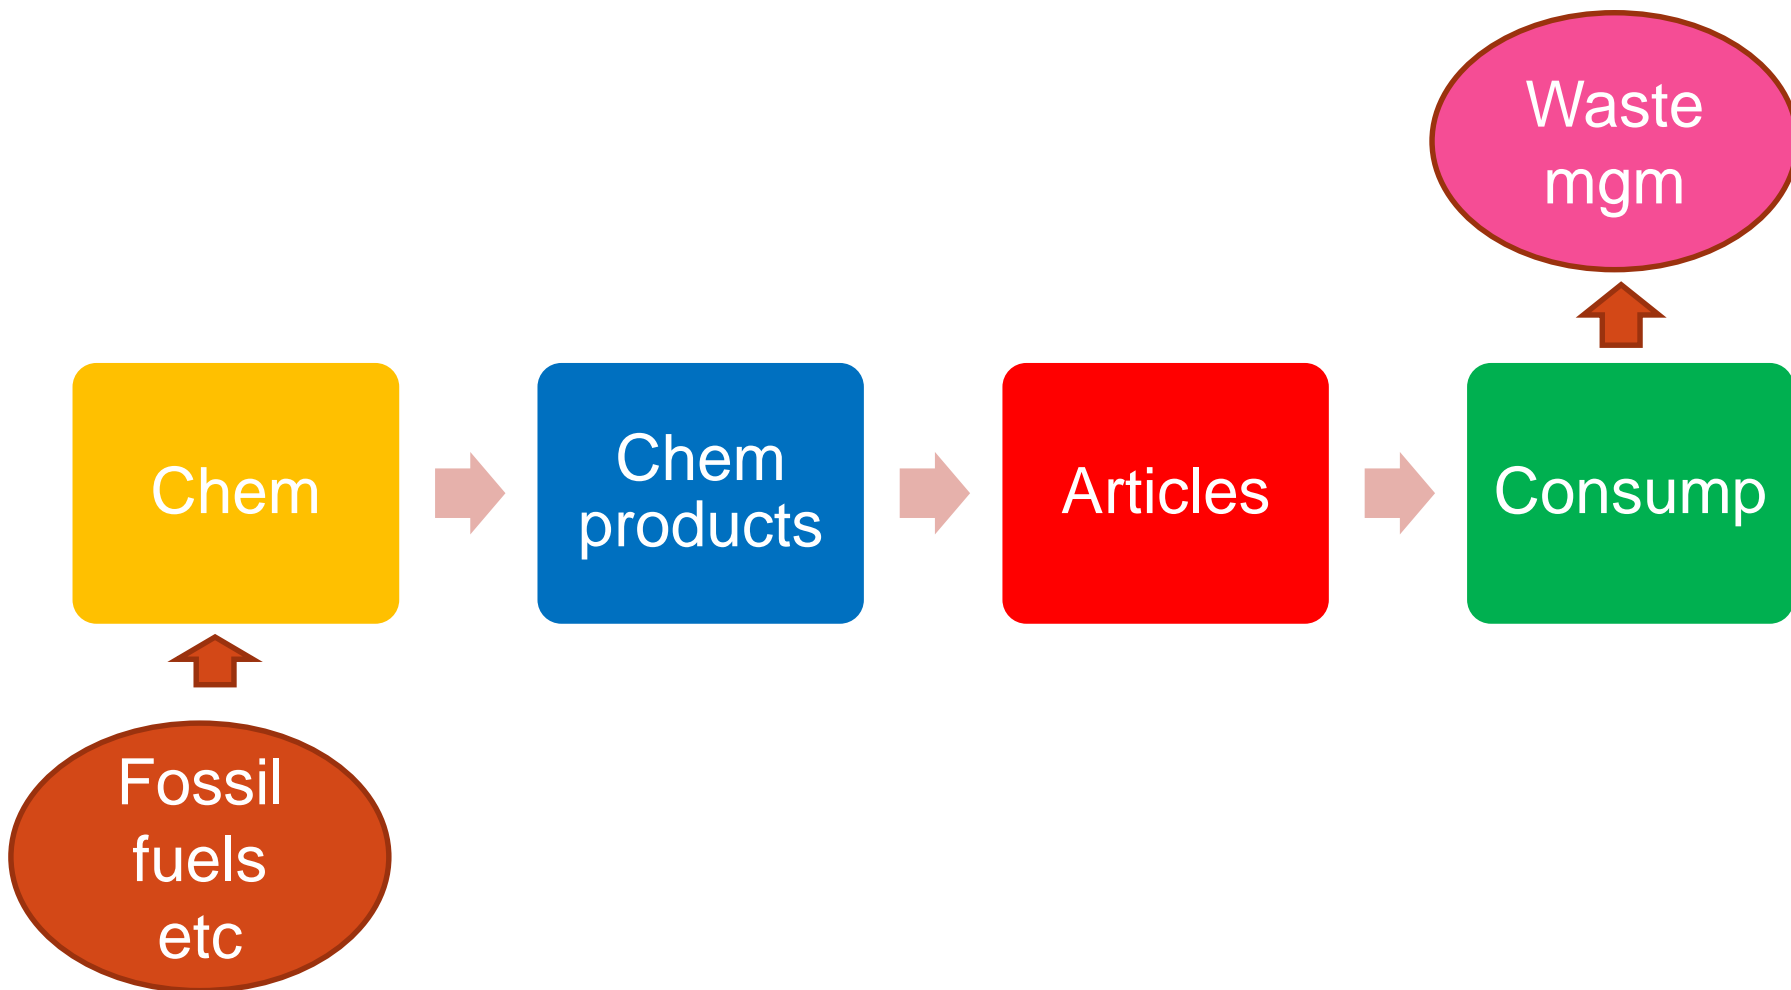 Waste
mgm
Chem
Chem
products
Articles
Consump
Fossil
fuels
etc